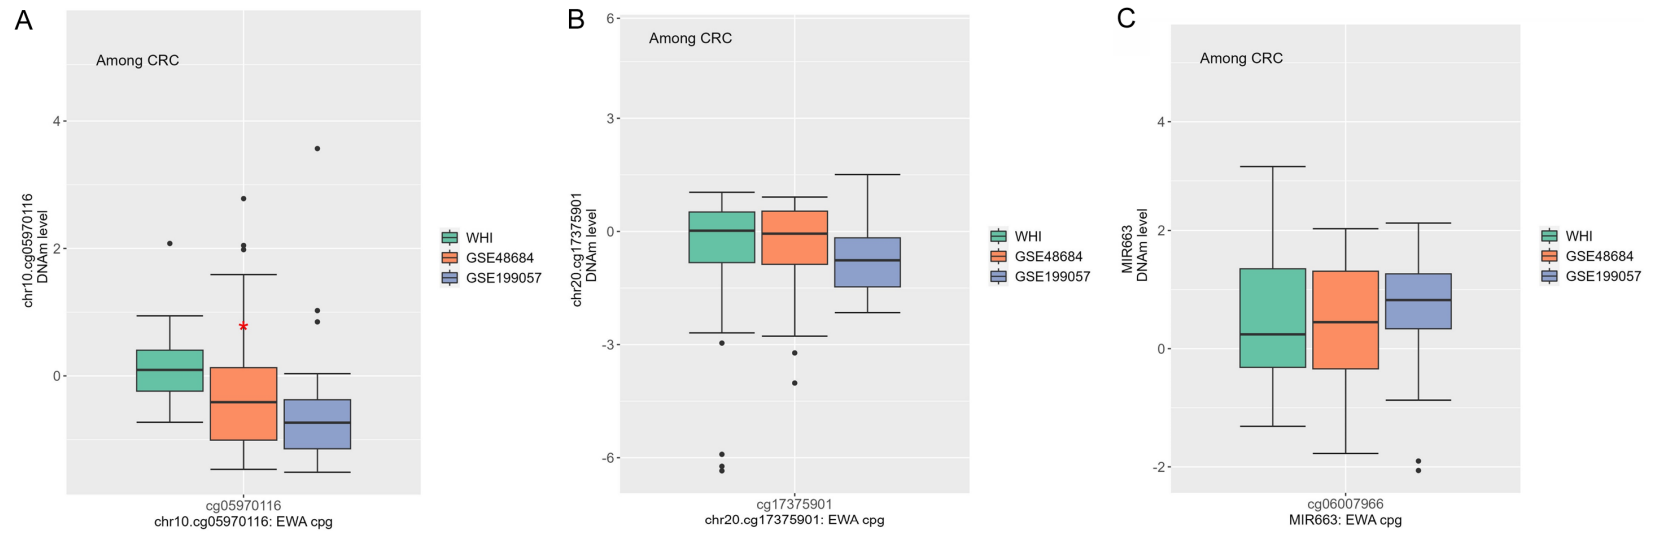 A
Among CRC
4
2
0
chr10.cg05970116
DNAm level
cg05970116
chr10.cg05970116: EWA cpg
WHI
GSE48684
GSE199057
B
Among CRC
6
3
0
-3
-6
chr20.cg17375901
DNAm level
cg17375901
chr20.cg17375901: EWA cpg
WHI
GSE48684
GSE199057
C
Among CRC
4
2
0
-2
MIR663
DNAm level
cg06007966
MIR663: EWA cpg
WHI
GSE48684
GSE199057